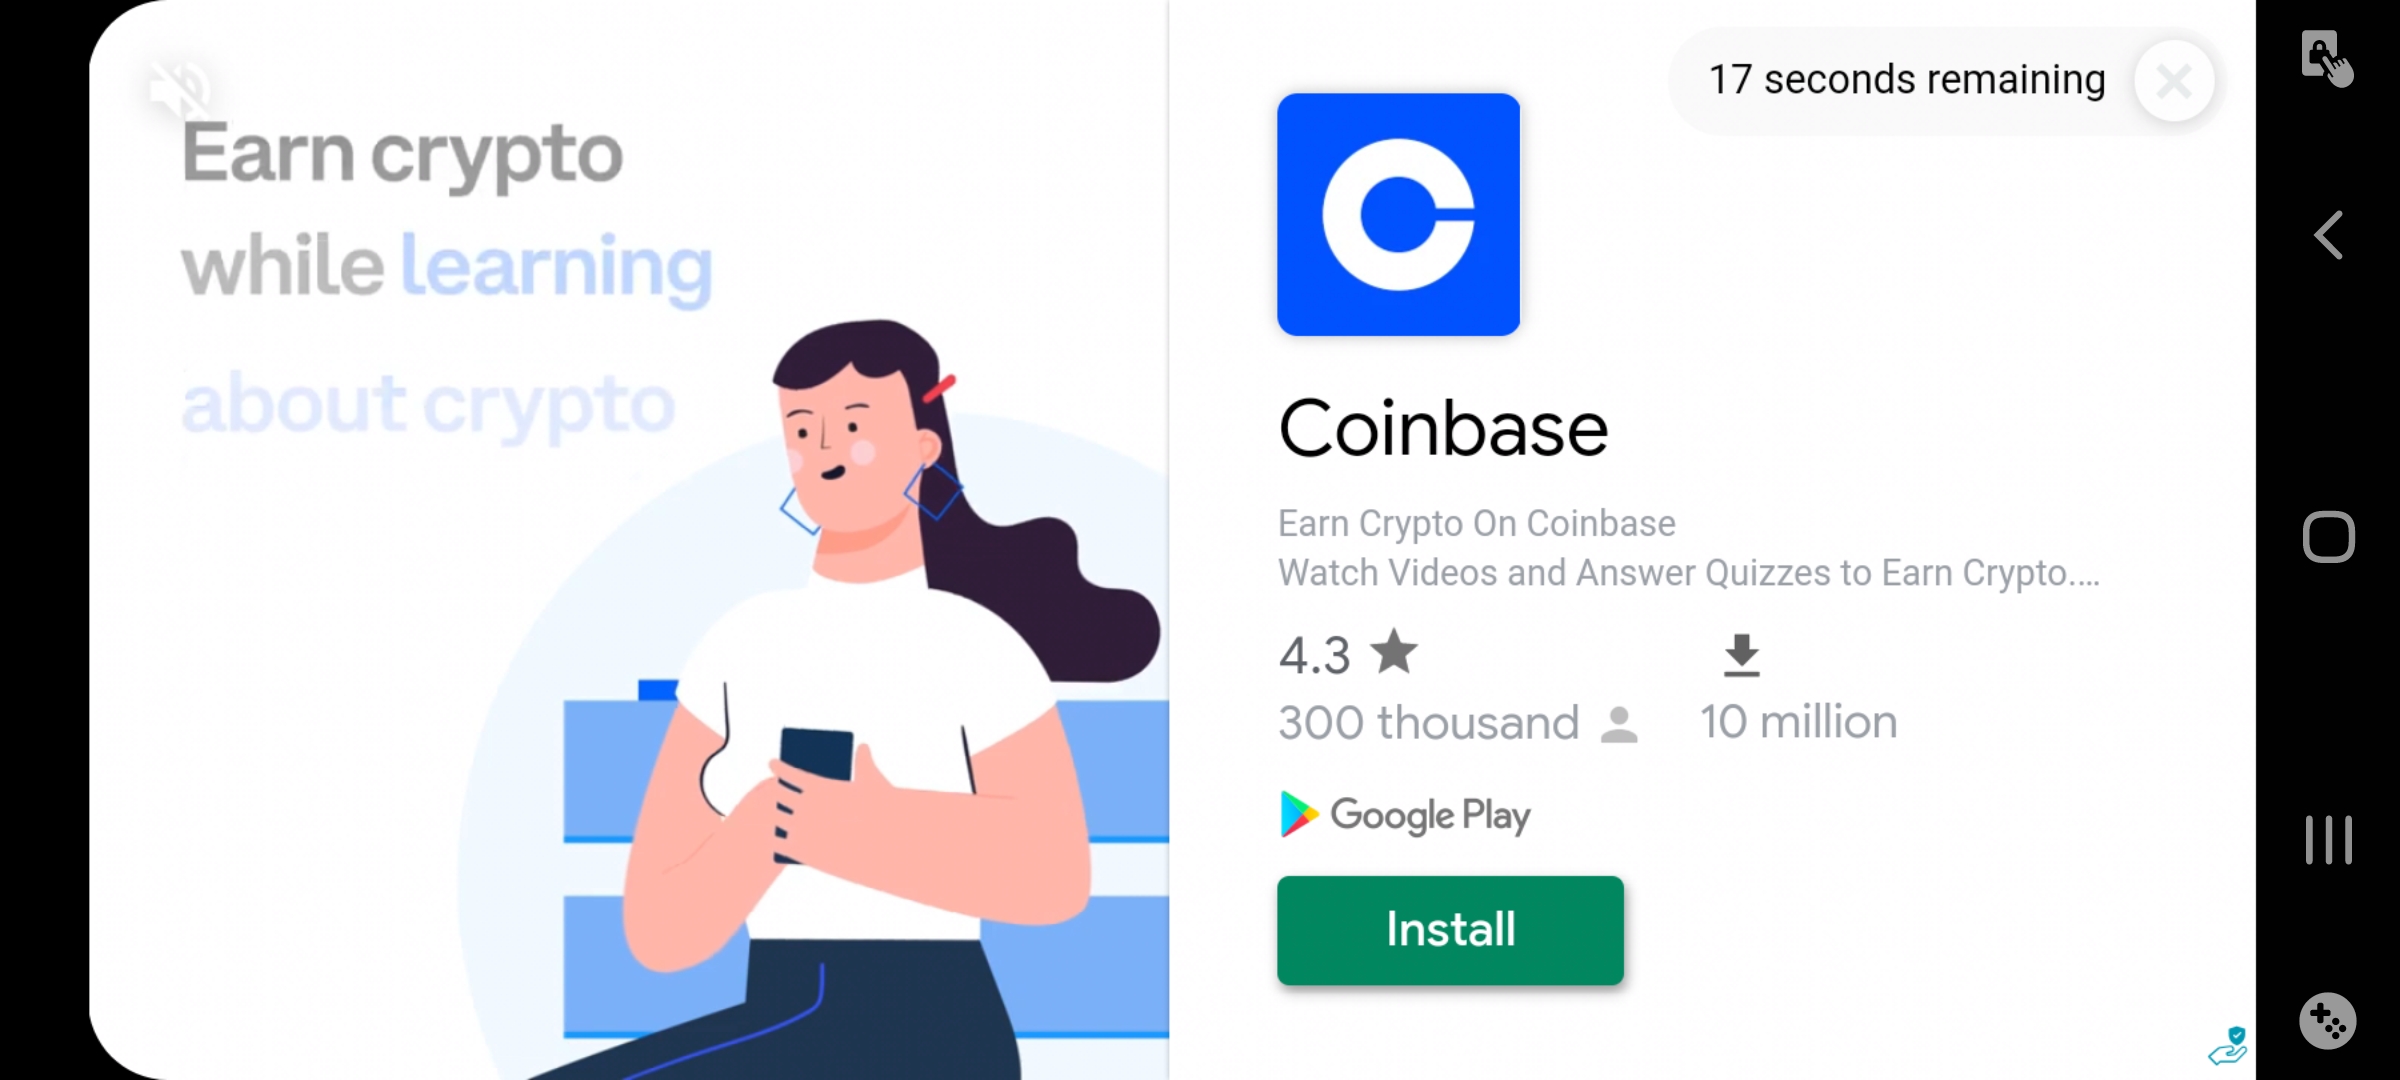 Earn crypto
while learning
about crypto
17 seconds remaining
Coinbase
Earn Crypto On Coinbase
Watch Videos and Answer Quizzes to Earn Crypto....
4.3
300 thousand
10 million
Google Play
Install